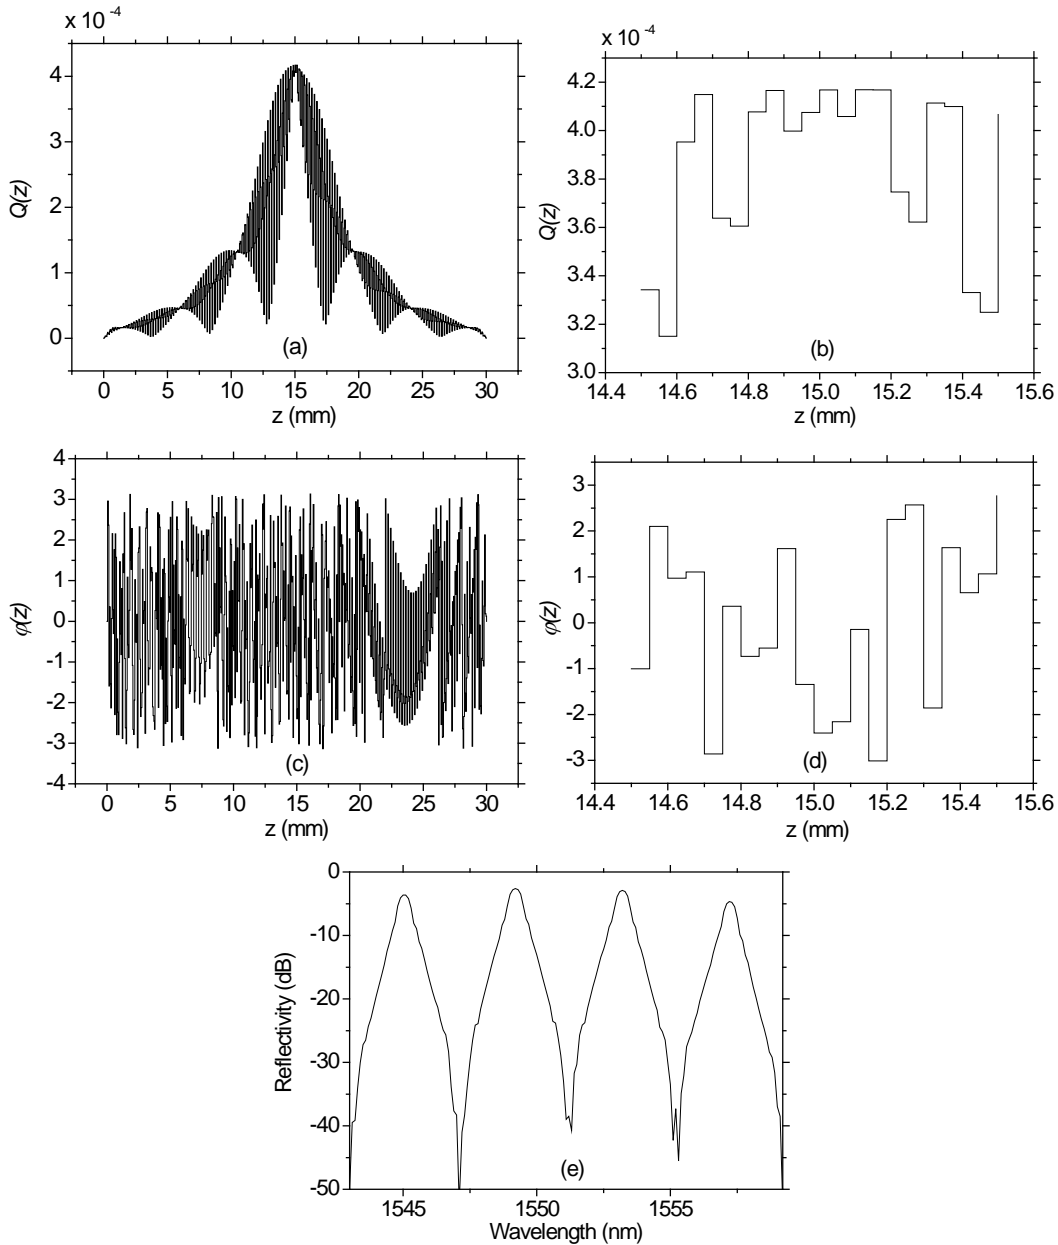 x 10 -4
4
3
2
1
0
Q(z)
0 5 10 15 20 25 30
z (mm)
(a)
x 10 -4
4.2
4.0
3.8
3.6
3.4
3.2
3.0
Q(z)
14.4 14.6 14.8 15.0 15.2 15.4 15.6
z (mm)
(b)
4
3
2
1
0
-1
-2
-3
-4
φ(z)
0 5 10 15 20 25 30
z (mm)
(c)
3
2
1
0
-1
-2
-3
φ(z)
14.4 14.6 14.8 15.0 15.2 15.4 15.6
z (mm)
(d)
0
-10
-20
-30
-40
-50
Reflectivity (dB)
1545 1550 1555
Wavelength (nm)
(e)